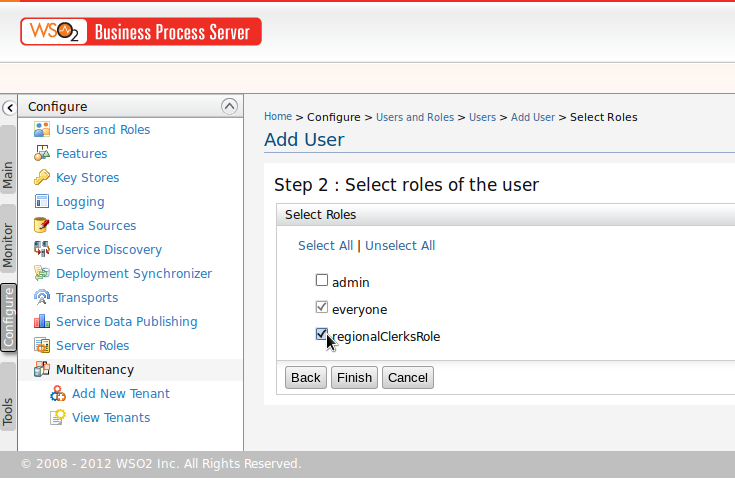 WSO2 Business Process Server
Configure
Users and Roles
Features
Key Stores
Logging
Data Sources
Service Discovery
Deployment Synchronizer
Transports
Service Data Publishing
Server Roles
Multitenancy
Add New Tenant
View Tenants
Main
Monitor
Configure
Tools
Home > Configure > Users and Roles > Users > Add User > Select Roles
Add User
Step 2 : Select roles of the user
Select Roles
Select All | Unselect All
admin
everyone
regionalClerksRole
Back Finish Cancel
© 2008 - 2012 WSO2 Inc. All Rights Reserved.